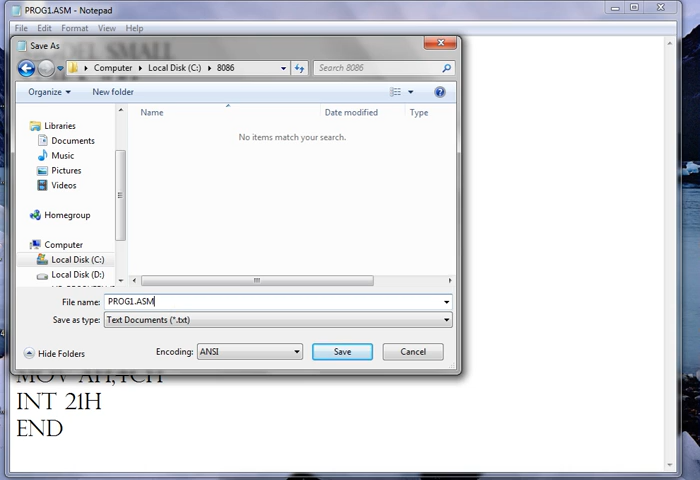 PROG1.ASM - Notepad
File Edit Format View Help
Save As
Computer Local Disk (C:) 8086 Search 8086
Organize New folder
Name Date modified Type
No items match your search.
Libraries
Documents
Music
Pictures
Videos
Homegroup
Computer
Local Disk (C:)
Local Disk (D:)
File name: PROG1.ASM
Save as type: Text Documents (*.txt)
Hide Folders Encoding: ANSI Save Cancel
MOV AH,4CH
INT 21H
END